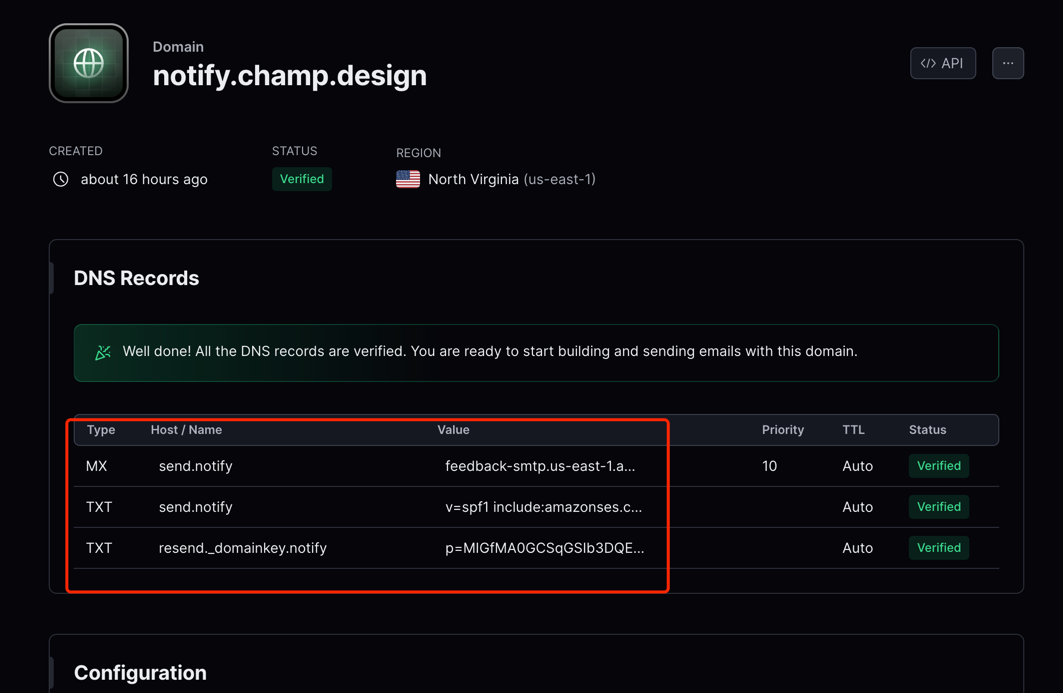 Domain
notify.champ.design
</> API
...
CREATED
STATUS
REGION
about 16 hours ago
Verified
North Virginia (us-east-1)
DNS Records
Well done! All the DNS records are verified. You are ready to start building and sending emails with this domain.
Type Host / Name Value Priority TTL Status
MX send.notify feedback-smtp.us-east-1.a... 10 Auto Verified
TXT send.notify v=spf1 include:amazonses.c... Auto Verified
TXT resend._domainkey.notify p=MIGfMA0GCSqGSIb3DQE... Auto Verified
Configuration